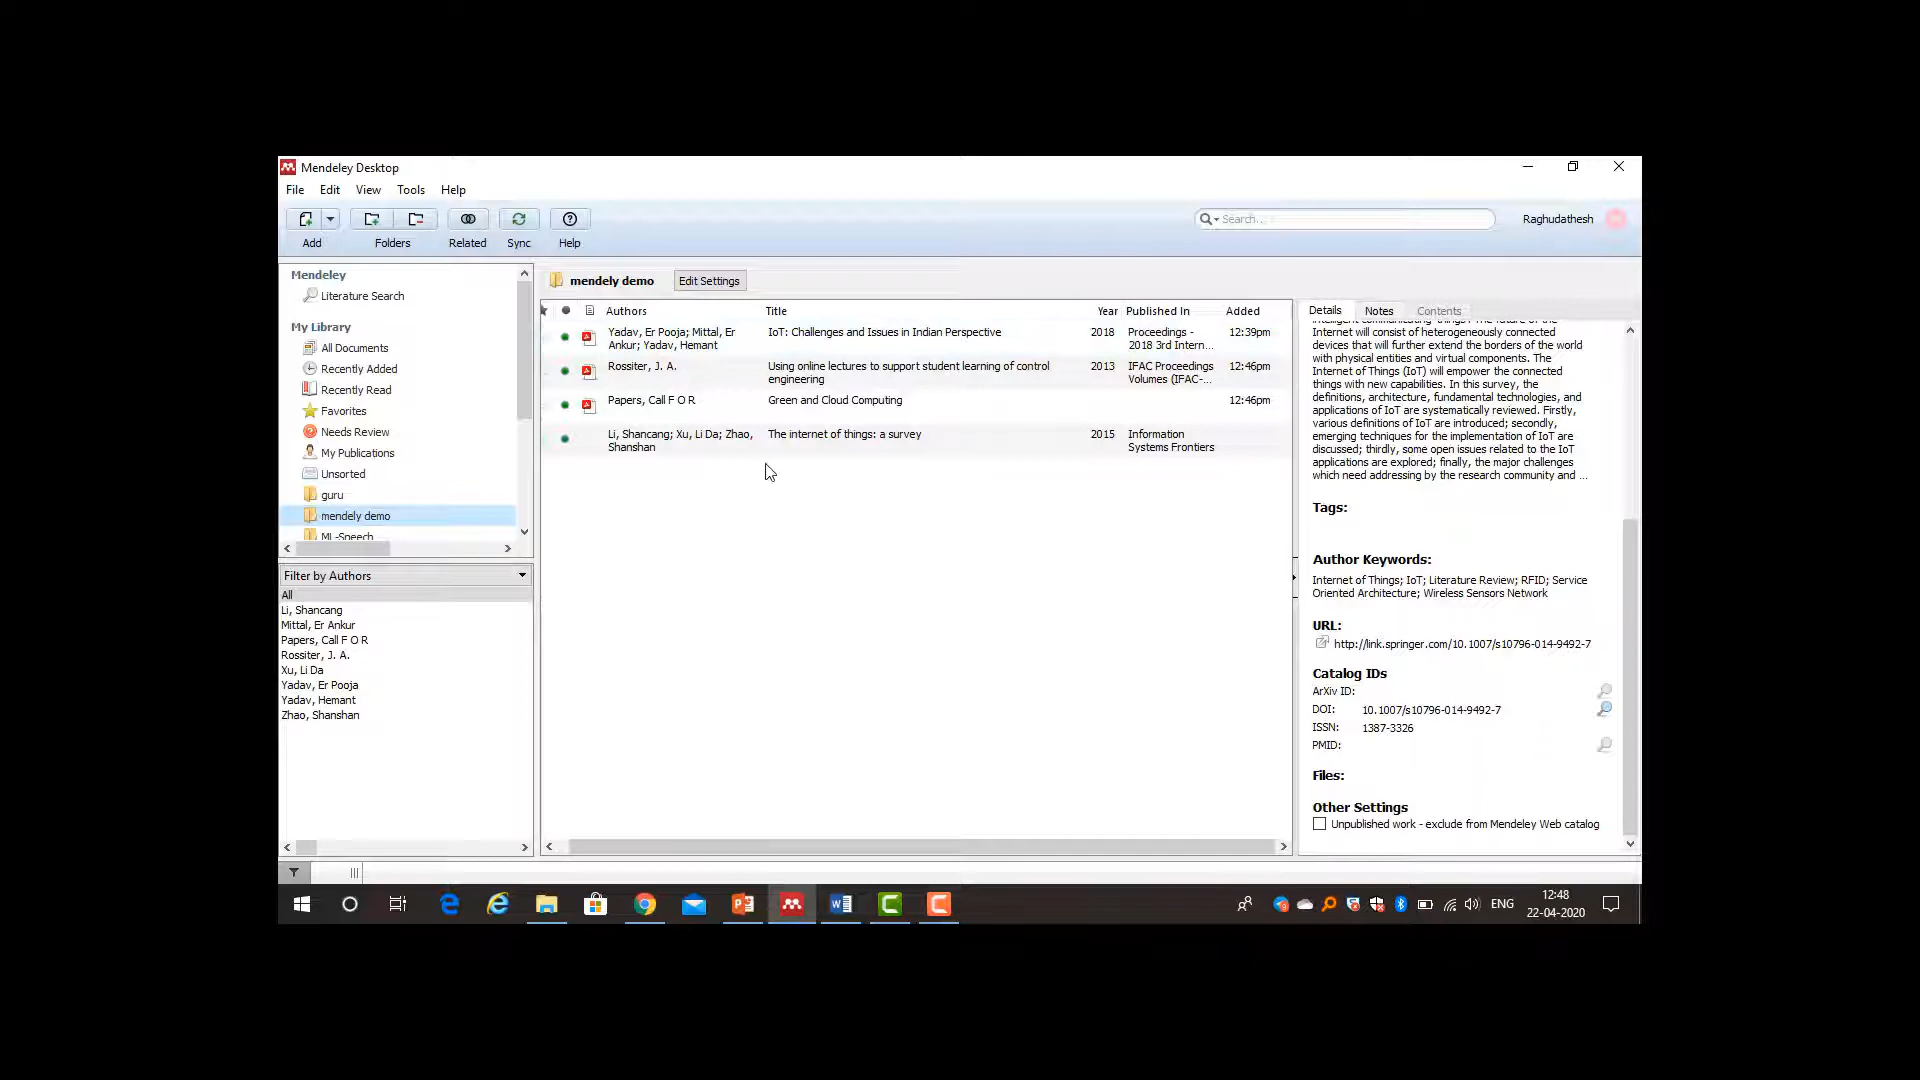 Mendeley Desktop
File Edit View Tools Help
Search...
Raghudathesh
Add Folders Related Sync Help
Mendeley
Literature Search
My Library
All Documents
Recently Added
Recently Read
Favorites
Needs Review
My Publications
Unsorted
guru
mendely demo
ML-Speech
Filter by Authors
All
Li, Shancang
Mittal, Er Ankur
Papers, Call F O R
Rossiter, J. A.
Xu, Li Da
Yadav, Er Pooja
Yadav, Hemant
Zhao, Shanshan
mendely demo Edit Settings
Authors Title Year Published In Added
Yadav, Er Pooja; Mittal, Er IoT: Challenges and Issues in Indian Perspective 2018 Proceedings - 12:39pm
Ankur; Yadav, Hemant 2018 3rd Intern...
Rossiter, J. A. Using online lectures to support student learning of control 2013 IFAC Proceedings 12:46pm
engineering Volumes (IFAC-...
Papers, Call F O R Green and Cloud Computing 12:46pm
Li, Shancang; Xu, Li Da; Zhao, The internet of things: a survey 2015 Information
Shanshan Systems Frontiers
Details Notes Contents
Internet will consist of heterogeneously connected
devices that will further extend the borders of the world
with physical entities and virtual components. The
Internet of Things (IoT) will empower the connected
things with new capabilities. In this survey, the
definitions, architecture, fundamental technologies, and
applications of IoT are systematically reviewed. Firstly,
various definitions of IoT are introduced; secondly,
emerging techniques for the implementation of IoT are
discussed; thirdly, some open issues related to the IoT
applications are explored; finally, the major challenges
which need addressing by the research community and ...
Tags:
Author Keywords:
Internet of Things; IoT; Literature Review; RFID; Service
Oriented Architecture; Wireless Sensors Network
URL:
http://link.springer.com/10.1007/s10796-014-9492-7
Catalog IDs
ArXiv ID:
DOI: 10.1007/s10796-014-9492-7
ISSN: 1387-3326
PMID:
Files:
Other Settings
Unpublished work - exclude from Mendeley Web catalog
ENG
12:48
22-04-2020